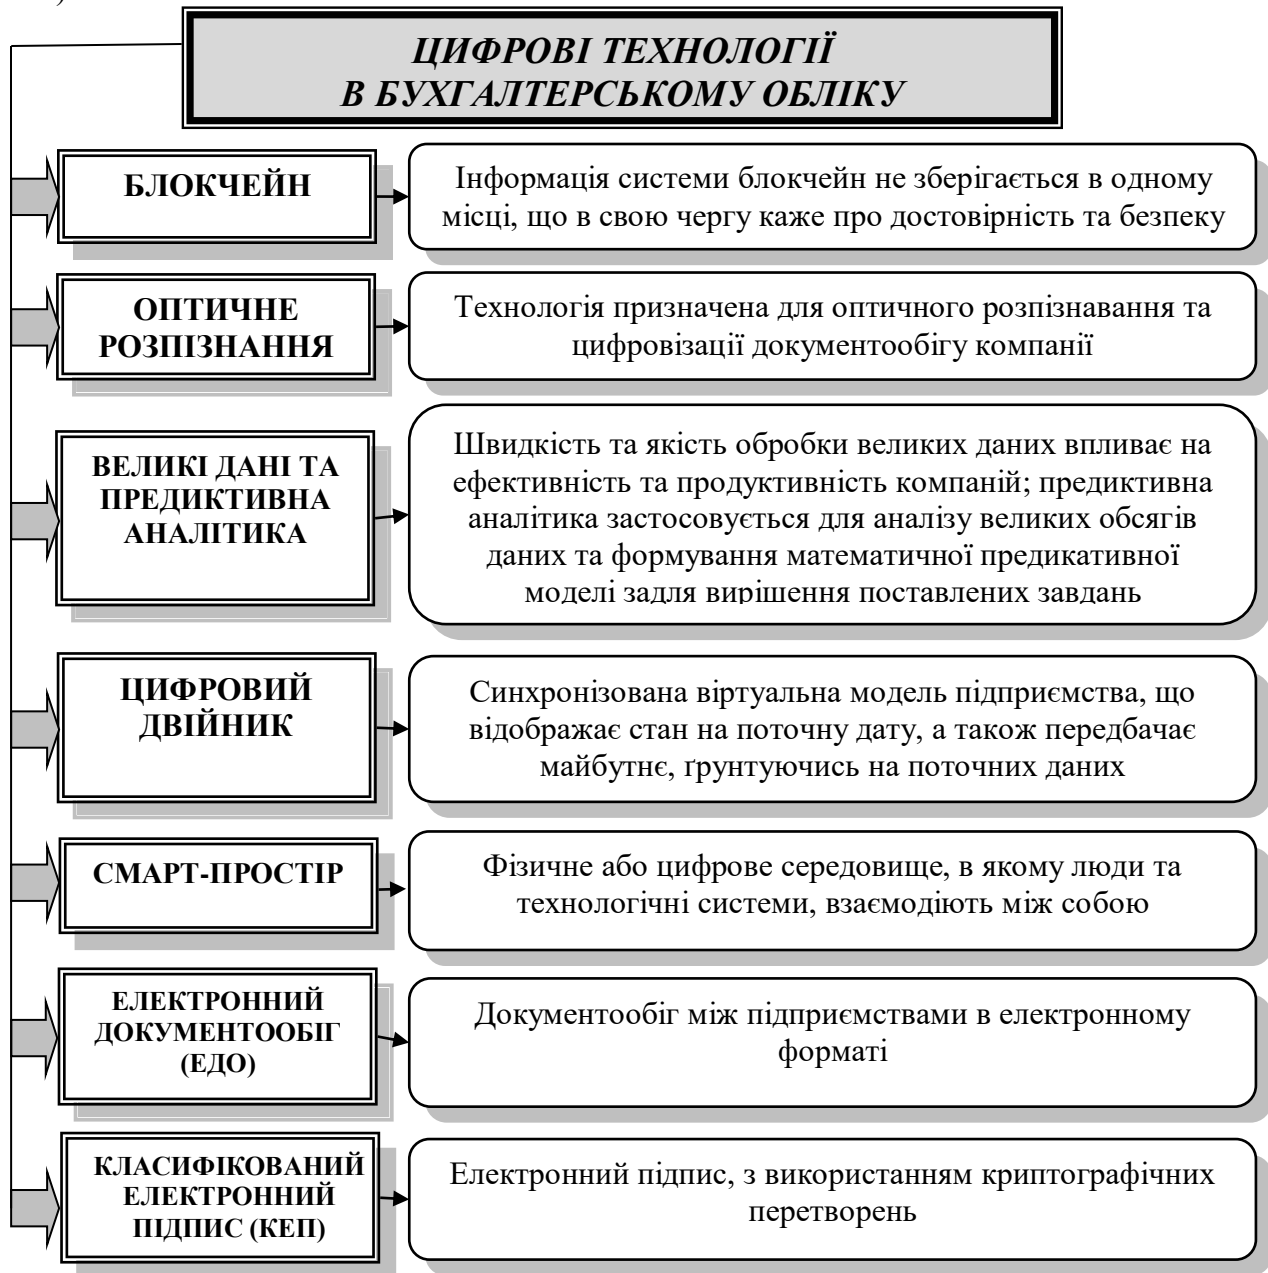 ЦИФРОВІ ТЕХНОЛОГІЇ
В БУХГАЛТЕРСЬКОМУ ОБЛІКУ
БЛОКЧЕЙН
Інформація системи блокчейн не зберігається в одному
місці, що в свою чергу каже про достовірність та безпеку
ОПТИЧНЕ
РОЗПІЗНАННЯ
Технологія призначена для оптичного розпізнавання та
цифровізації документообігу компанії
ВЕЛИКІ ДАНІ ТА
ПРЕДИКТИВНА
АНАЛІТИКА
Швидкість та якість обробки великих даних впливає на
ефективність та продуктивність компаній; предиктивна
аналітика застосовується для аналізу великих обсягів
даних та формування математичної предикативної
моделі задля вирішення поставлених завдань
ЦИФРОВИЙ
ДВІЙНИК
Синхронізована віртуальна модель підприємства, що
відображає стан на поточну дату, а також передбачає
майбутнє, ґрунтуючись на поточних даних
СМАРТ-ПРОСТІР
Фізичне або цифрове середовище, в якому люди та
технологічні системи, взаємодіють між собою
ЕЛЕКТРОННИЙ
ДОКУМЕНТООБІГ
(ЕДО)
Документообіг між підприємствами в електронному
форматі
КЛАСИФІКОВАНИЙ
ЕЛЕКТРОННИЙ
ПІДПИС (КЕП)
Електронний підпис, з використанням криптографічних
перетворень